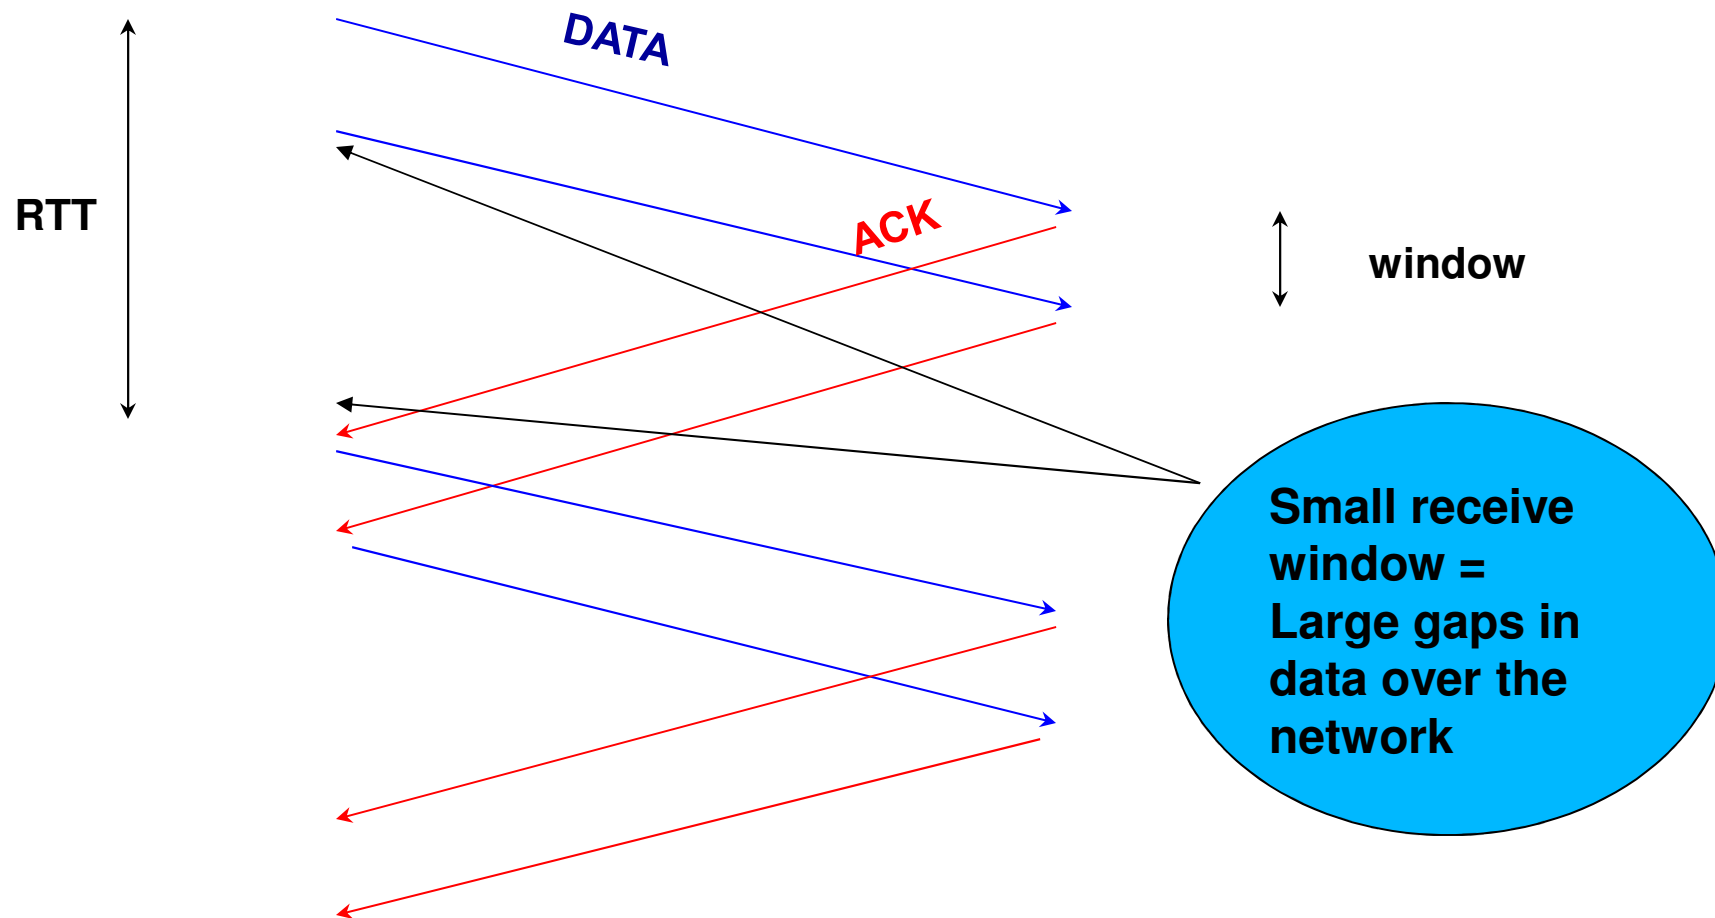 DATA
RTT
ACK
window
Small receive
window =
Large gaps in
data over the
network